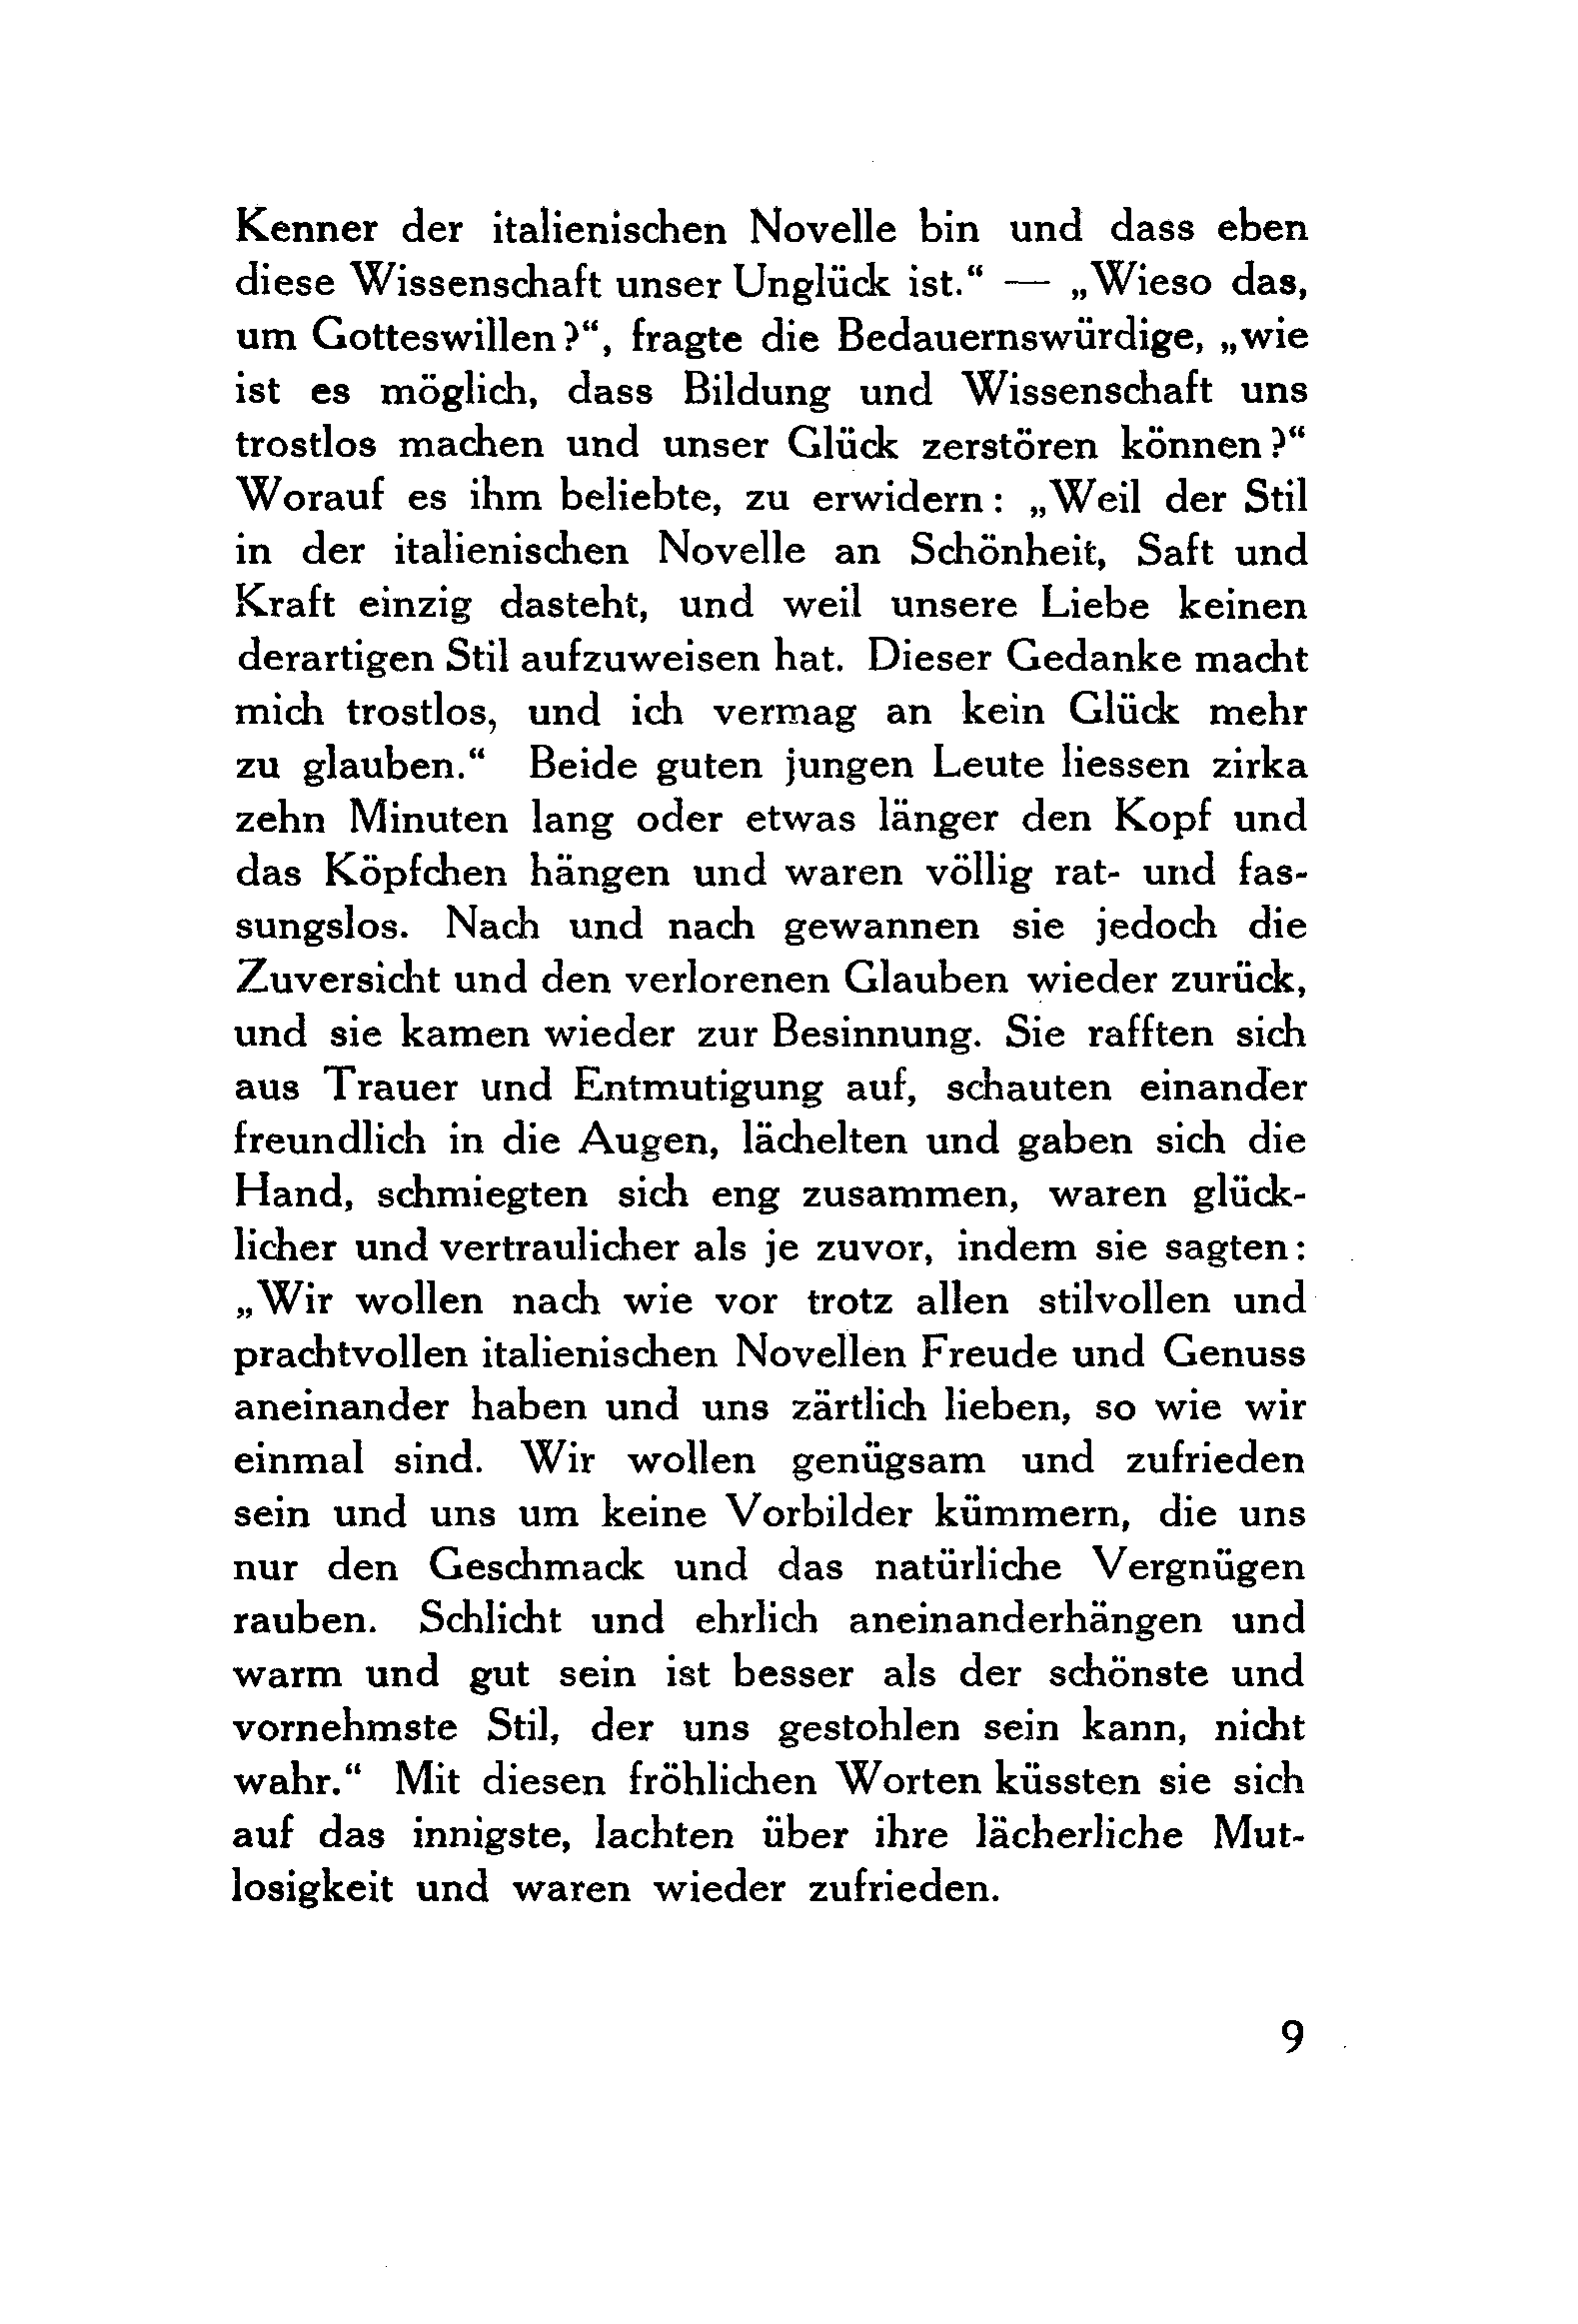 Kenner der italienischen Novelle bin und dass eben
diese Wissenschaft unser Unglück ist.“ — „Wieso das,
um Gotteswillen?“, fragte die Bedauernswürdige, „wie
ist es möglich, dass Bildung und Wissenschaft uns
trostlos machen und unser Glück zerstören können?“
Worauf es ihm beliebte, zu erwidern: „Weil der Stil
in der italienischen Novelle an Schönheit, Saft und
Kraft einzig dasteht, und weil unsere Liebe keinen
derartigen Stil aufzuweisen hat. Dieser Gedanke macht
mich trostlos, und ich vermag an kein Glück mehr
zu glauben.“ Beide guten jungen Leute liessen zirka
zehn Minuten lang oder etwas länger den Kopf und
das Köpfchen hängen und waren völlig rat- und fas-
sungslos. Nach und nach gewannen sie jedoch die
Zuversicht und den verlorenen Glauben wieder zurück,
und sie kamen wieder zur Besinnung. Sie rafften sich
aus Trauer und Entmutigung auf, schauten einander
freundlich in die Augen, lächelten und gaben sich die
Hand, schmiegten sich eng zusammen, waren glück-
licher und vertraulicher als je zuvor, indem sie sagten:
„Wir wollen nach wie vor trotz allen stilvollen und
prachtvollen italienischen Novellen Freude und Genuss
aneinander haben und uns zärtlich lieben, so wie wir
einmal sind. Wir wollen genügsam und zufrieden
sein und uns um keine Vorbilder kümmern, die uns
nur den Geschmack und das natürliche Vergnügen
rauben. Schlicht und ehrlich aneinanderhängen und
warm und gut sein ist besser als der schönste und
vornehmste Stil, der uns gestohlen sein kann, nicht
wahr.“ Mit diesen fröhlichen Worten küssten sie sich
auf das innigste, lachten über ihre lächerliche Mut-
losigkeit und waren wieder zufrieden.
9